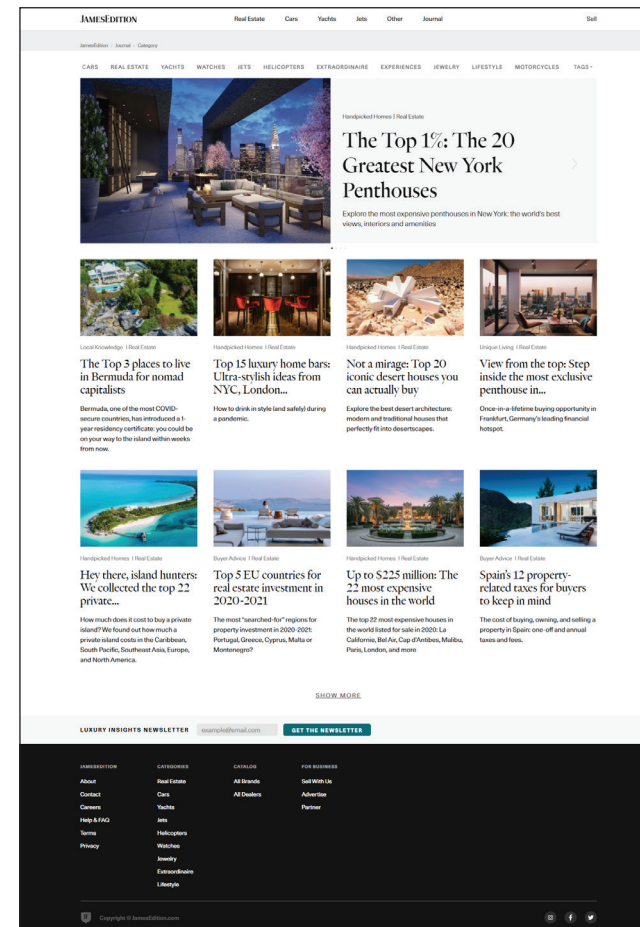 JAMESEDITION
Real Estate Cars Yachts Jets Other Journal Sell
JamesEdition Journal Category
CARS REAL ESTATE YACHTS WATCHES JETS HELICOPTERS EXTRAORDINAIRE EXPERIENCES JEWELRY LIFESTYLE MOTORCYCLES TAGS
Handpicked Homes | Real Estate
The Top 1%: The 20
Greatest New York
Penthouses
Explore the most expensive penthouses in New York: the world's best
views, interiors and amenities
Local Knowledge | Real Estate
The Top 3 places to live
in Bermuda for nomad
capitalists
Bermuda, one of the most COVID-
secure countries, has introduced a 1-
year residency certificate: you could be
on your way to the island within weeks
from now.
Handpicked Homes | Real Estate
Top 15 luxury home bars:
Ultra-stylish ideas from
NYC, London...
How to drink in style (and safely) during
a pandemic.
Handpicked Homes | Real Estate
Not a mirage: Top 20
iconic desert houses you
can actually buy
Explore the best desert architecture:
modern and traditional houses that
perfectly fit into desertscapes.
Unique Living | Real Estate
View from the top: Step
inside the most exclusive
penthouse in...
Once-in-a-lifetime buying opportunity in
Frankfurt, Germany's leading financial
hotspot.
Handpicked Homes | Real Estate
Hey there, island hunters:
We collected the top 22
private...
How much does it cost to buy a private
island? We found out how much a
private island costs in the Caribbean,
South Pacific, Southeast Asia, Europe,
and North America.
Buyer Advice | Real Estate
Top 5 EU countries for
real estate investment in
2020-2021
The most "searched-for" regions for
property investment in 2020-2021:
Portugal, Greece, Cyprus, Malta or
Montenegro?
Handpicked Homes | Real Estate
Up to $225 million: The
22 most expensive
houses in the world
The top 22 most expensive houses in
the world listed for sale in 2020: La
Californie, Bel Air, Cap d'Antibes, Malibu,
Paris, London, and more
Buyer Advice | Real Estate
Spain's 12 property-
related taxes for buyers
to keep in mind
The cost of buying, owning, and selling a
property in Spain: one-off and annual
taxes and fees.
SHOW MORE
LUXURY INSIGHTS NEWSLETTER example@email.com GET THE NEWSLETTER
JAMESEDITION
About
Contact
Careers
Help & FAQ
Terms
Privacy
CATEGORIES
Real Estate
Cars
Yachts
Jets
Helicopters
Watches
Jewelry
Extraordinaire
Lifestyle
CATALOG
All Brands
All Dealers
FOR BUSINESS
Sell With Us
Advertise
Partner
Copyright © JamesEdition.com